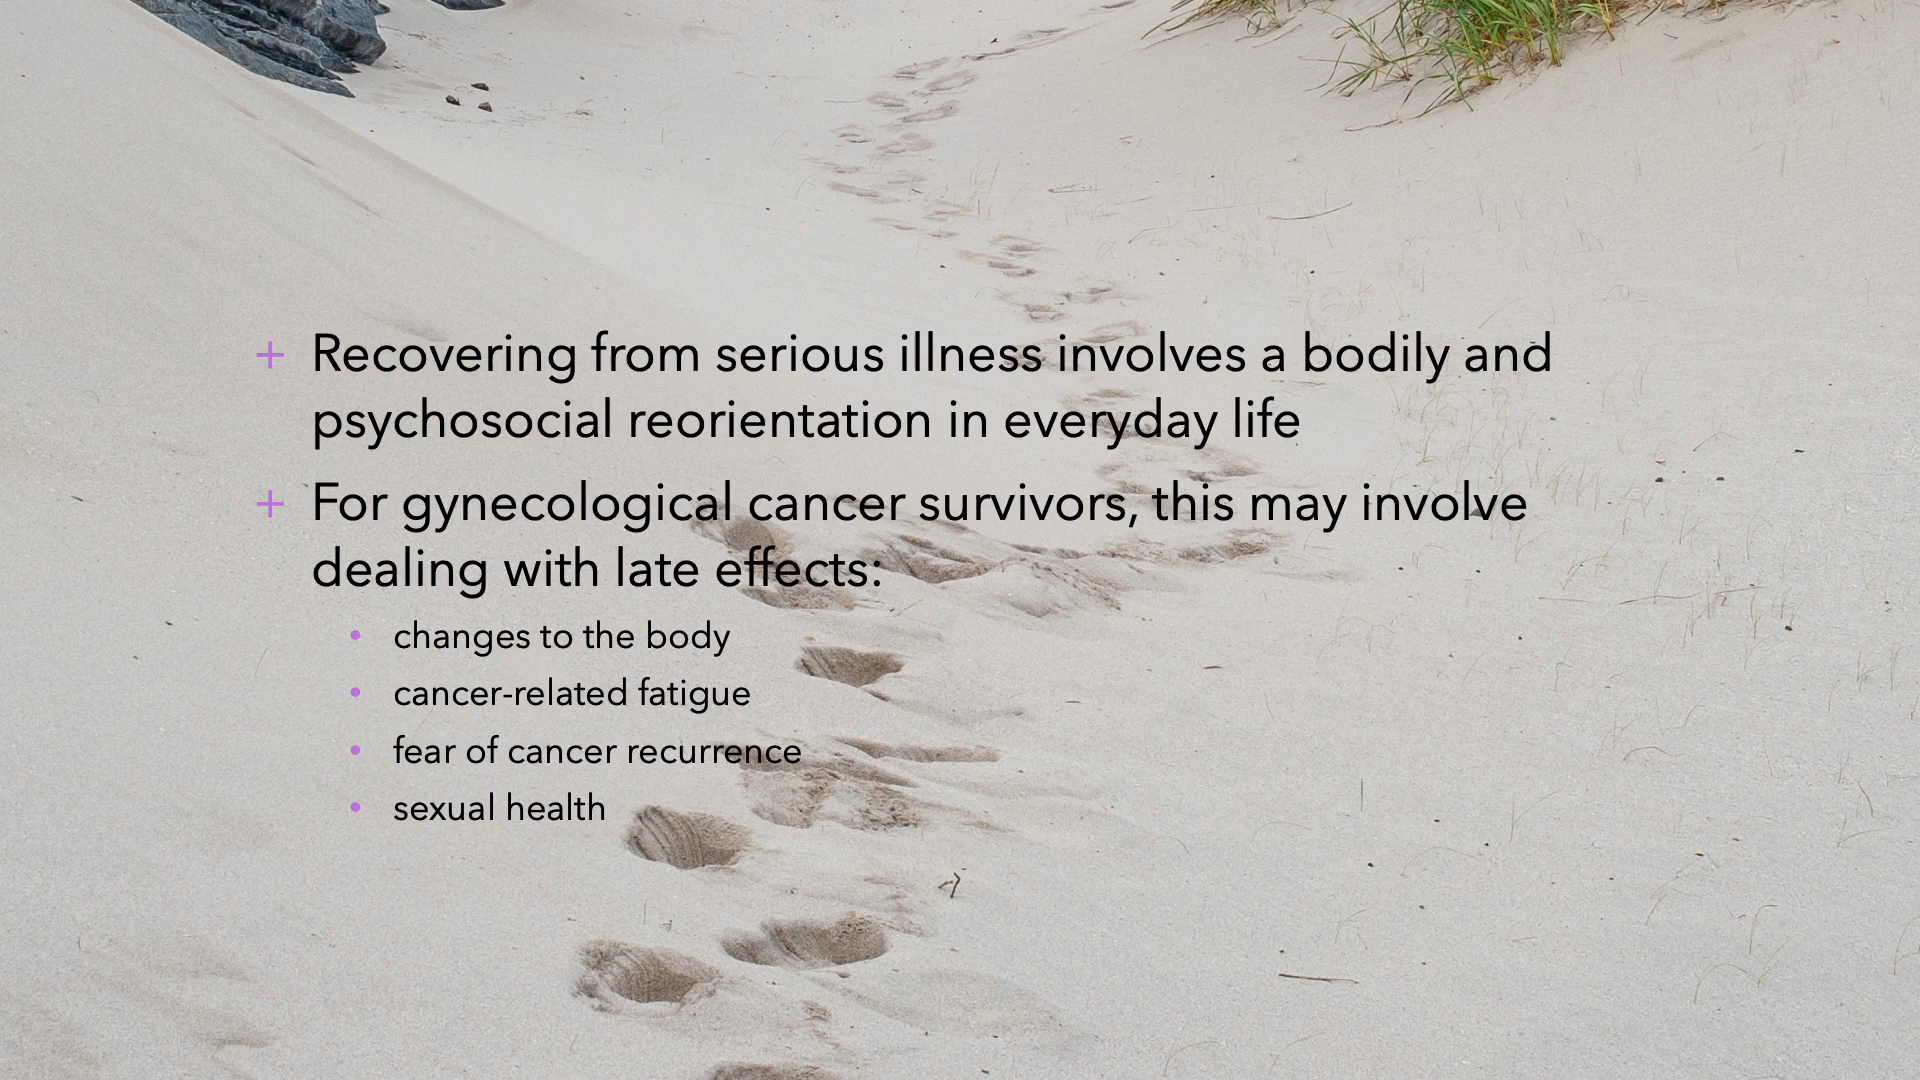 + Recovering from serious illness involves a bodily and
psychosocial reorientation in everyday life
+ For gynecological cancer survivors, this may involve
dealing with late effects:
• changes to the body
• cancer-related fatigue
• fear of cancer recurrence
• sexual health